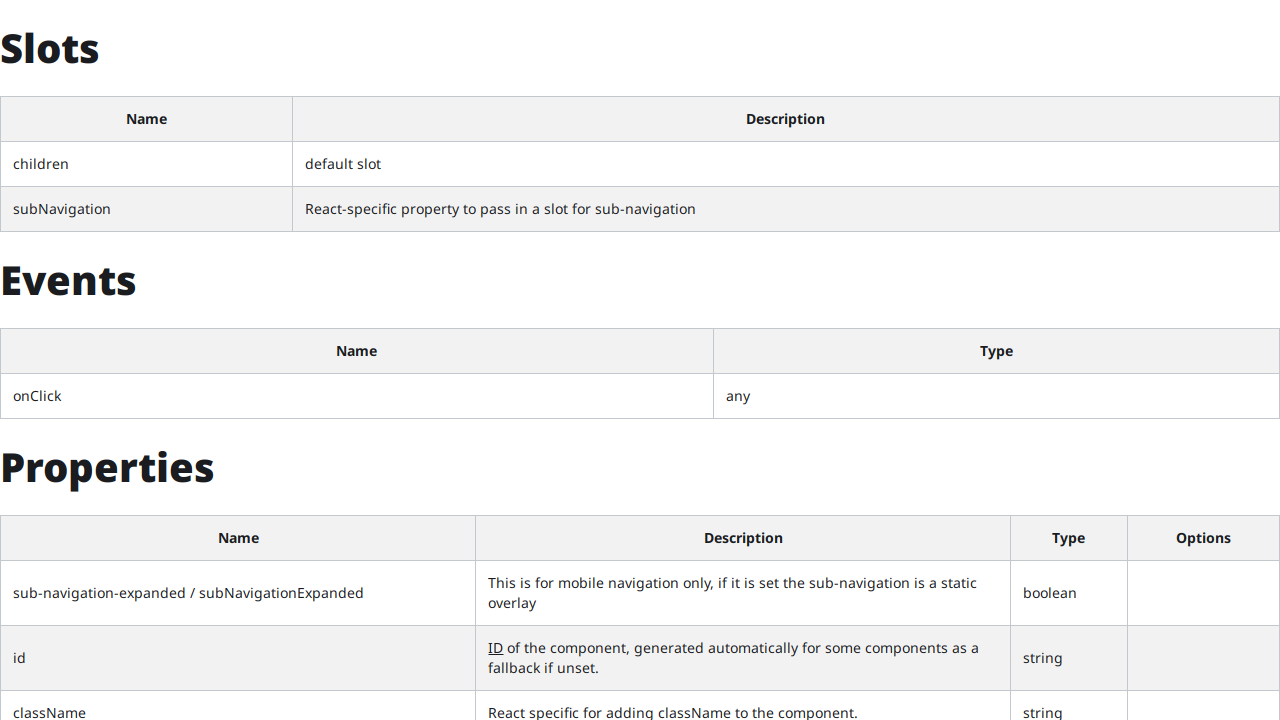 Slots
Name Description
children default slot
subNavigation React-specific property to pass in a slot for sub-navigation
Events
Name Type
onClick any
Properties
Name Description Type Options
sub-navigation-expanded / subNavigationExpanded This is for mobile navigation only, if it is set the sub-navigation is a static overlay boolean
id ID of the component, generated automatically for some components as a fallback if unset. string
className React specific for adding className to the component. string